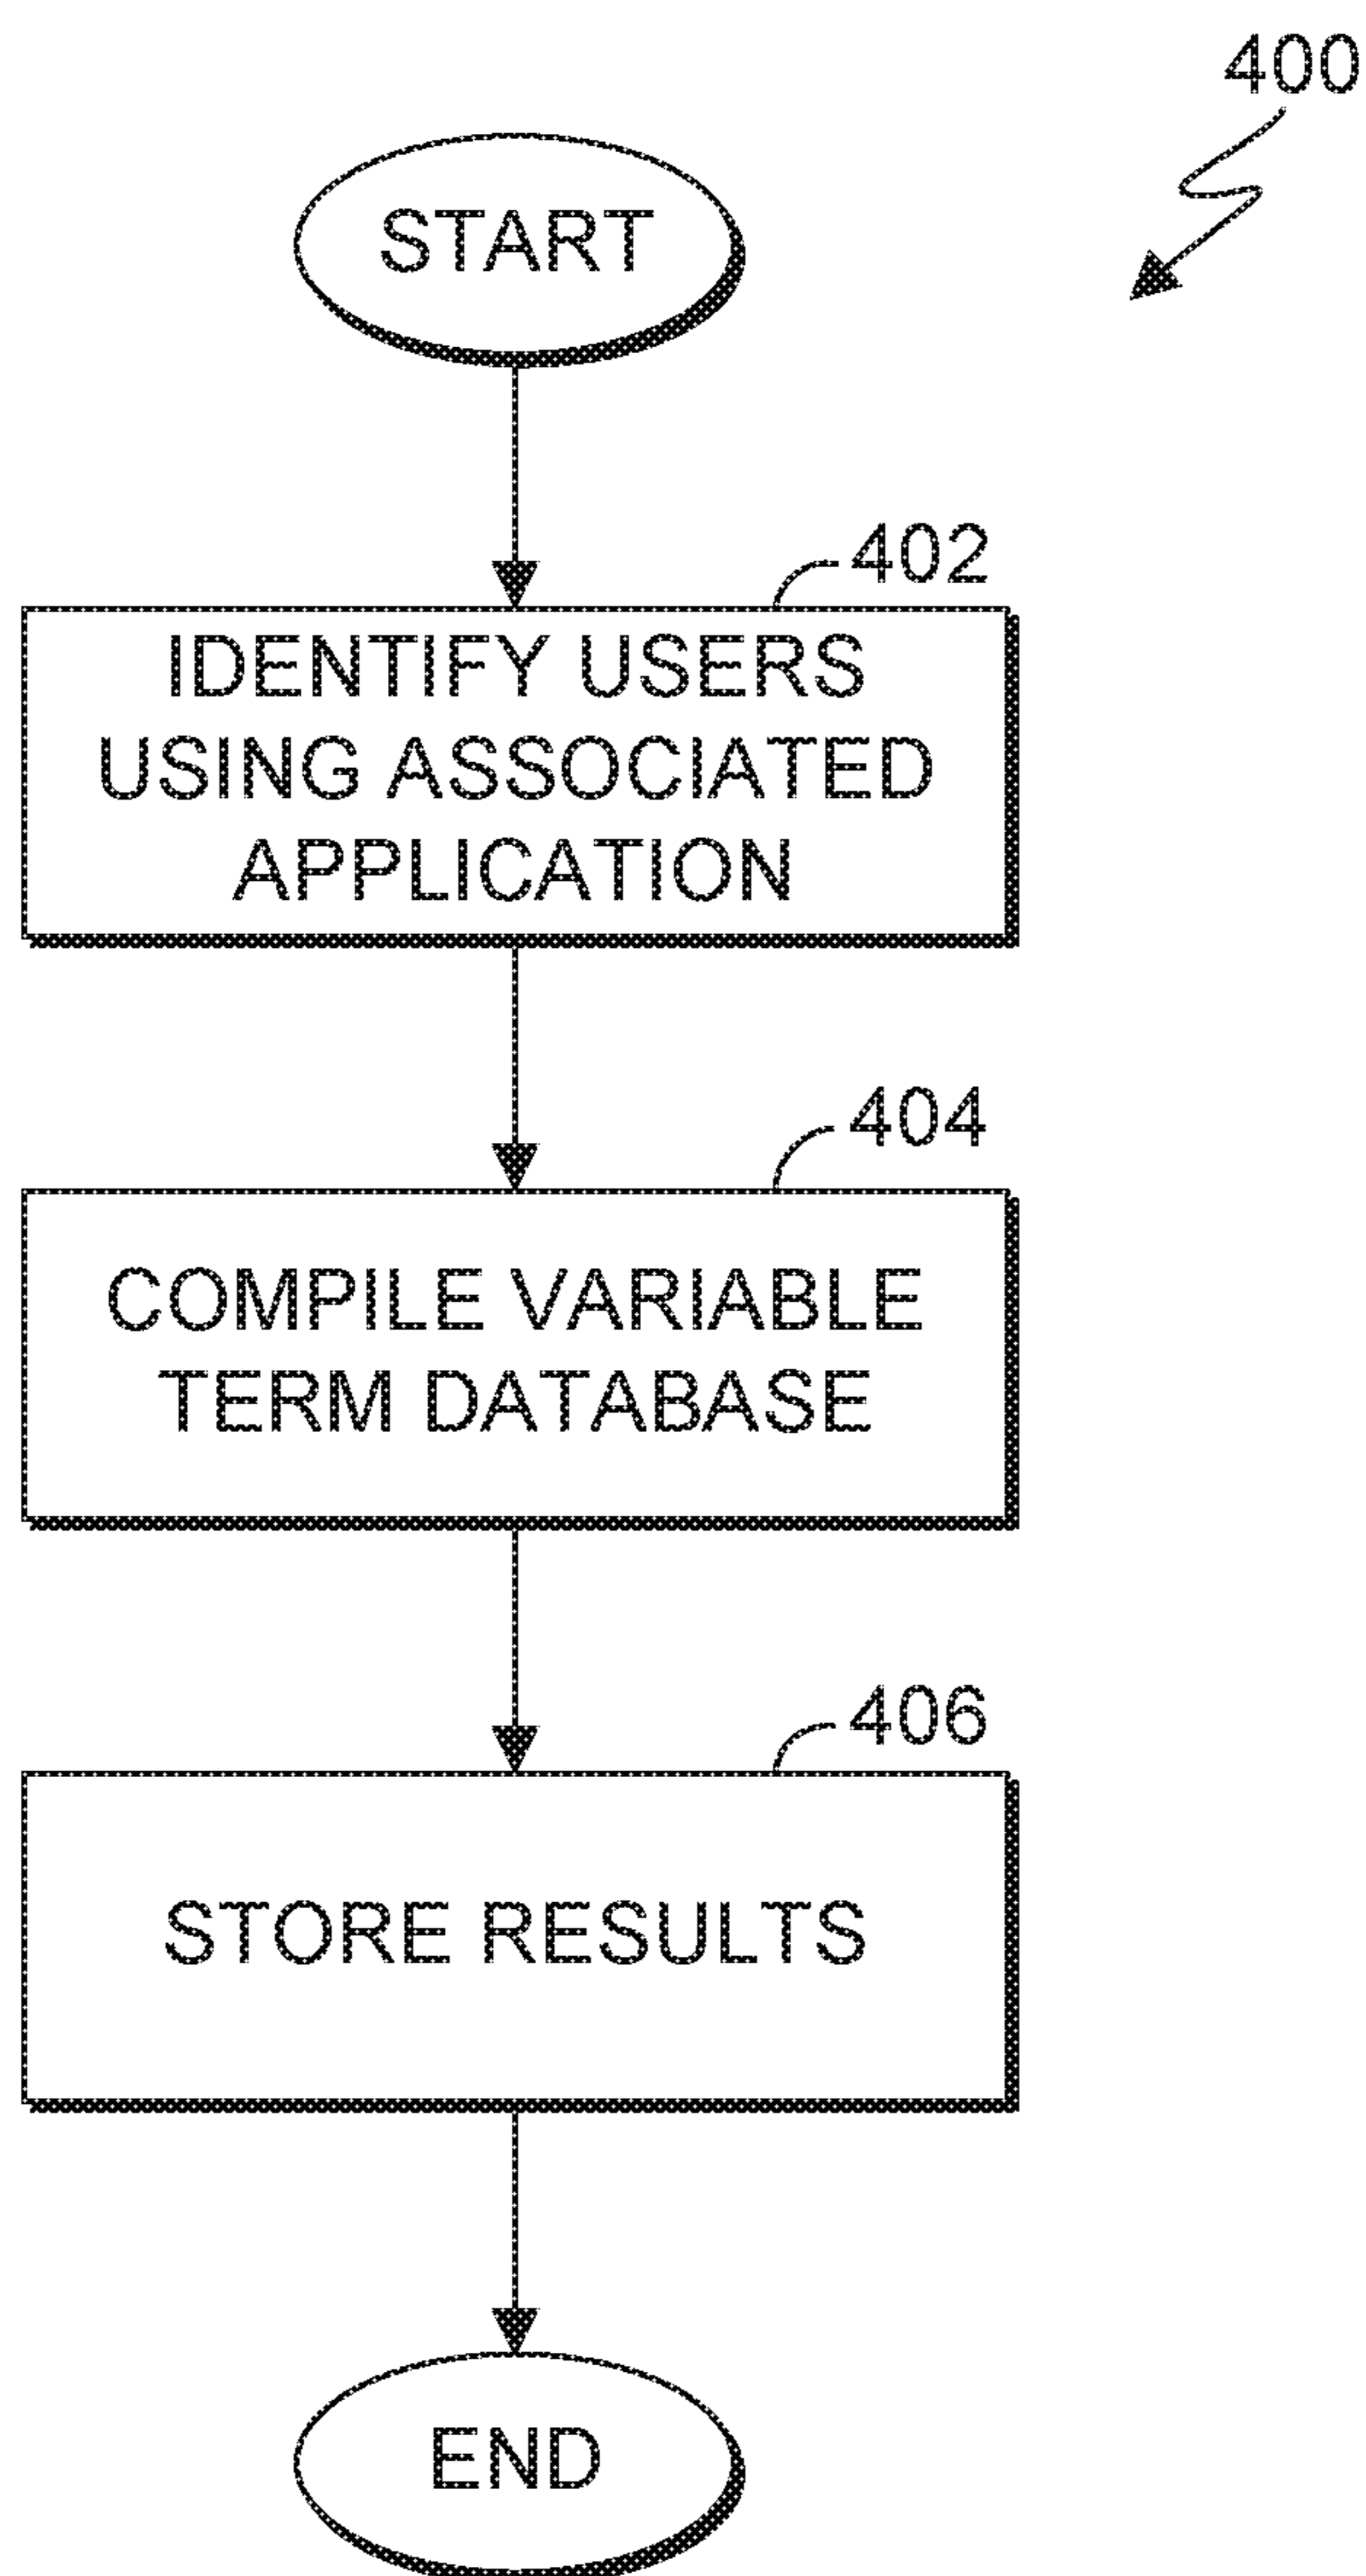 400
START
402
IDENTIFY USERS
USING ASSOCIATED
APPLICATION
404
COMPILE VARIABLE
TERM DATABASE
406
STORE RESULTS
END